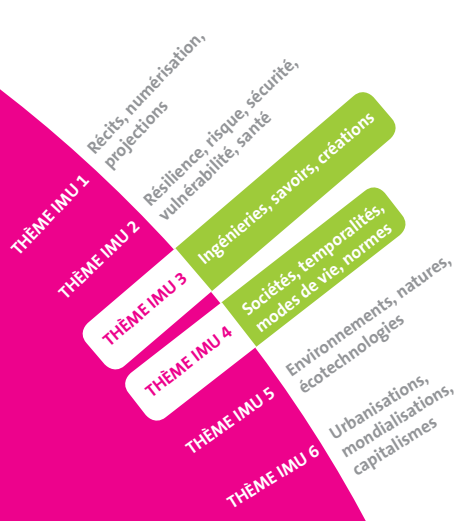 THÈME IMU 1
Récits, numérisation,
projections
THÈME IMU 2
Résilience, risque, sécurité,
vulnérabilité, santé
THÈME IMU 3
Ingénieries, savoirs, créations
THÈME IMU 4
Sociétés, temporalités,
modes de vie, normes
THÈME IMU 5
Environnements, natures,
écotechnologies
THÈME IMU 6
Urbanisations,
mondialisations,
capitalismes